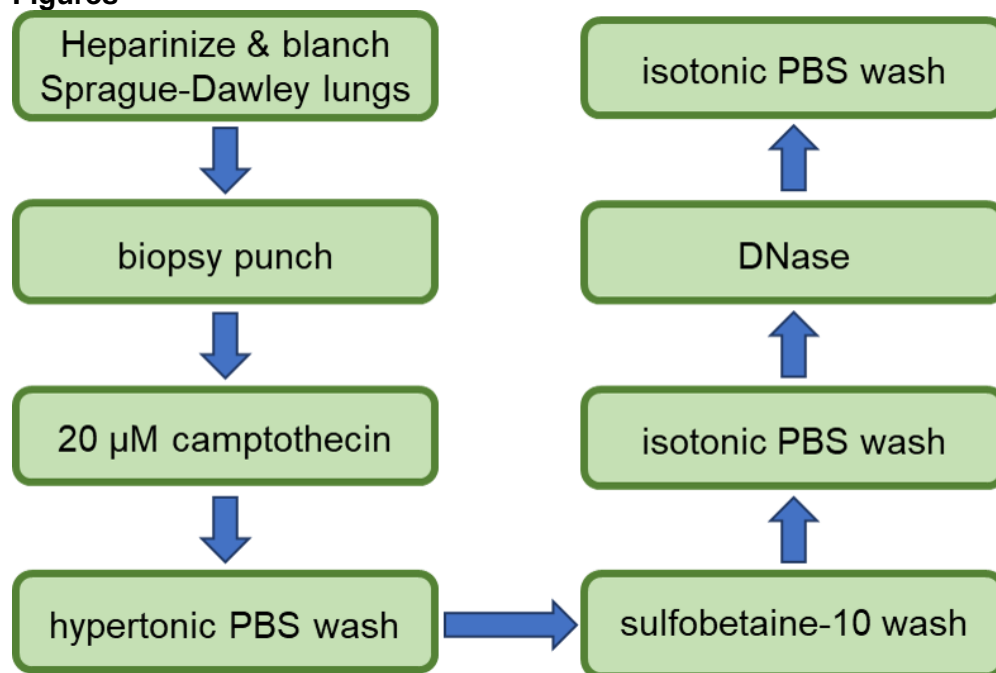 Figures
Heparinize & blanch
Sprague-Dawley lungs
biopsy punch
20 µM camptothecin
hypertonic PBS wash
sulfobetaine-10 wash
isotonic PBS wash
DNase
isotonic PBS wash